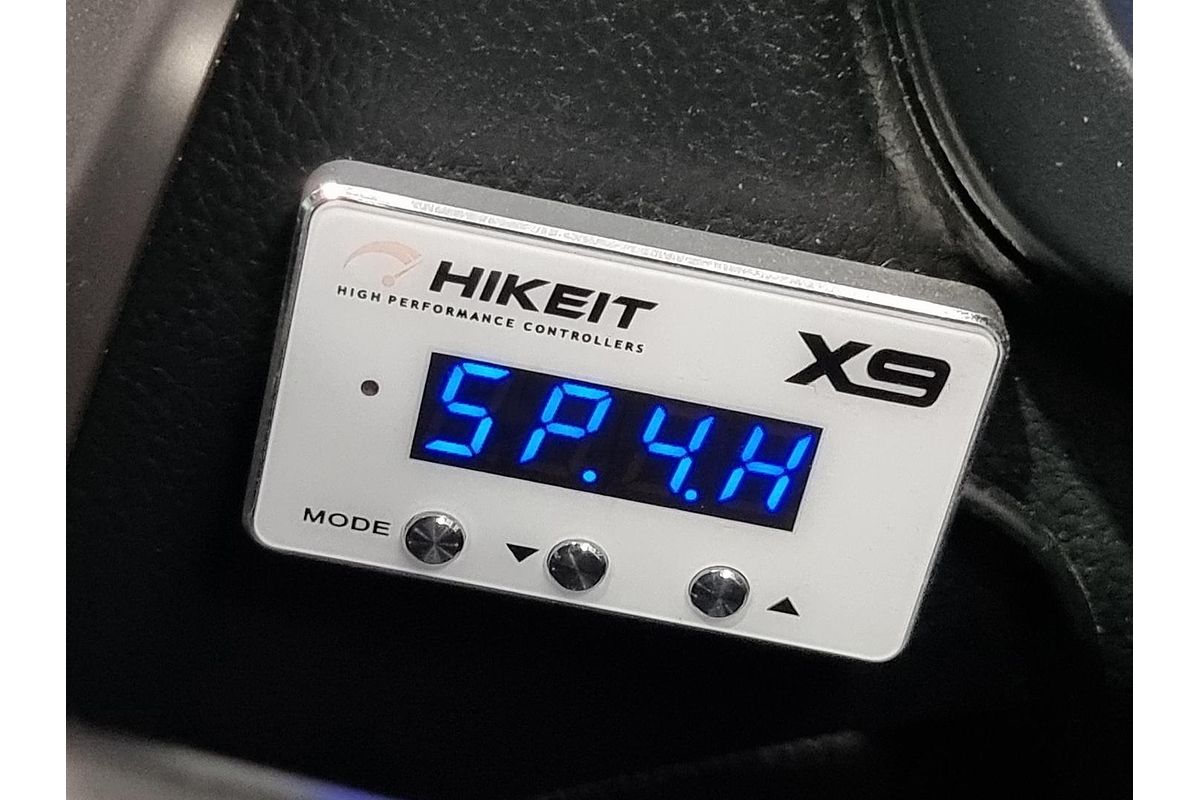 HIKEIT
HIGH PERFORMANCE CONTROLLERS
X9
SP.4.H
MODE